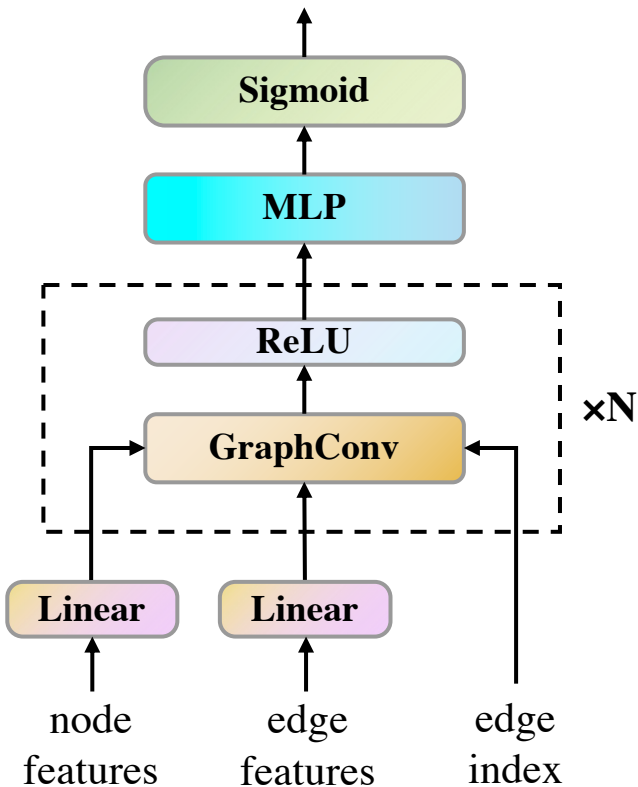 Sigmoid
MLP
ReLU
×N
GraphConv
Linear
Linear
node
features
edge
features
edge
index